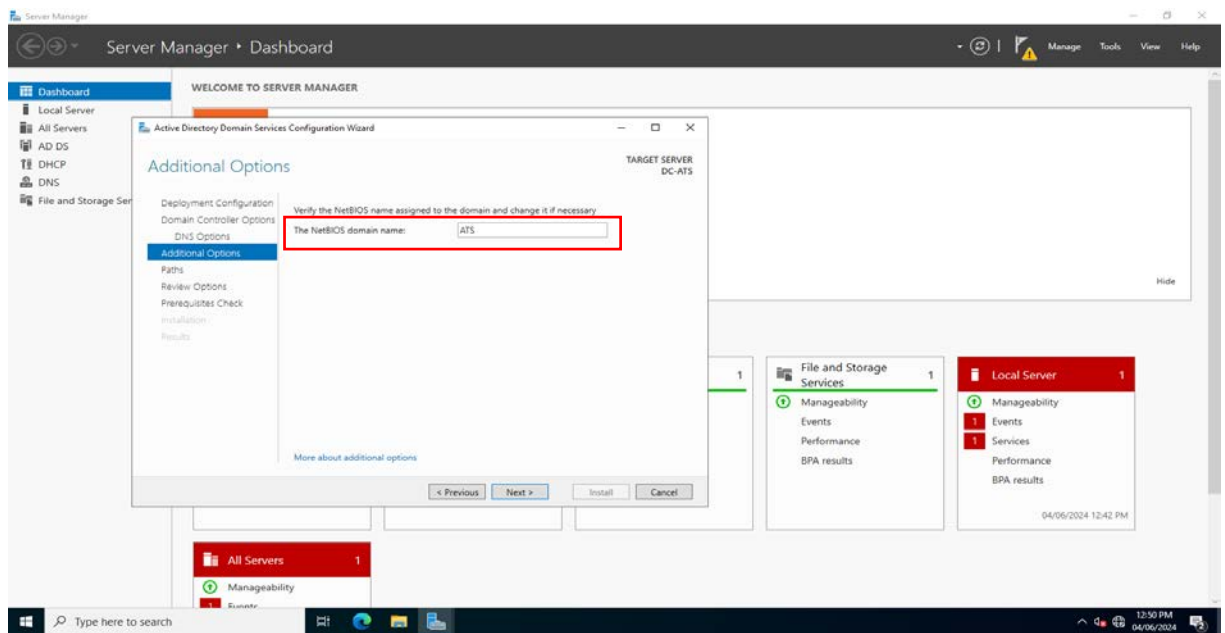 Server Manager
Server Manager • Dashboard
Manage Tools View Help
Dashboard
Local Server
All Servers
AD DS
DHCP
DNS
File and Storage Ser
WELCOME TO SERVER MANAGER
Active Directory Domain Services Configuration Wizard
Additional Options
TARGET SERVER
DC-ATS
Deployment Configuration
Domain Controller Options
DNS Options
Additional Options
Paths
Review Options
Prerequisites Check
Installation
Results
Verify the NetBIOS name assigned to the domain and change it if necessary
The NetBIOS domain name: ATS
More about additional options
< Previous Next > Install Cancel
Hide
1
File and Storage Services 1
Manageability
Events
Performance
BPA results
Local Server 1
Manageability
1 Events
1 Services
Performance
BPA results
04/06/2024 12:42 PM
All Servers 1
Manageability
1 Events
Type here to search
12:50 PM
04/06/2024